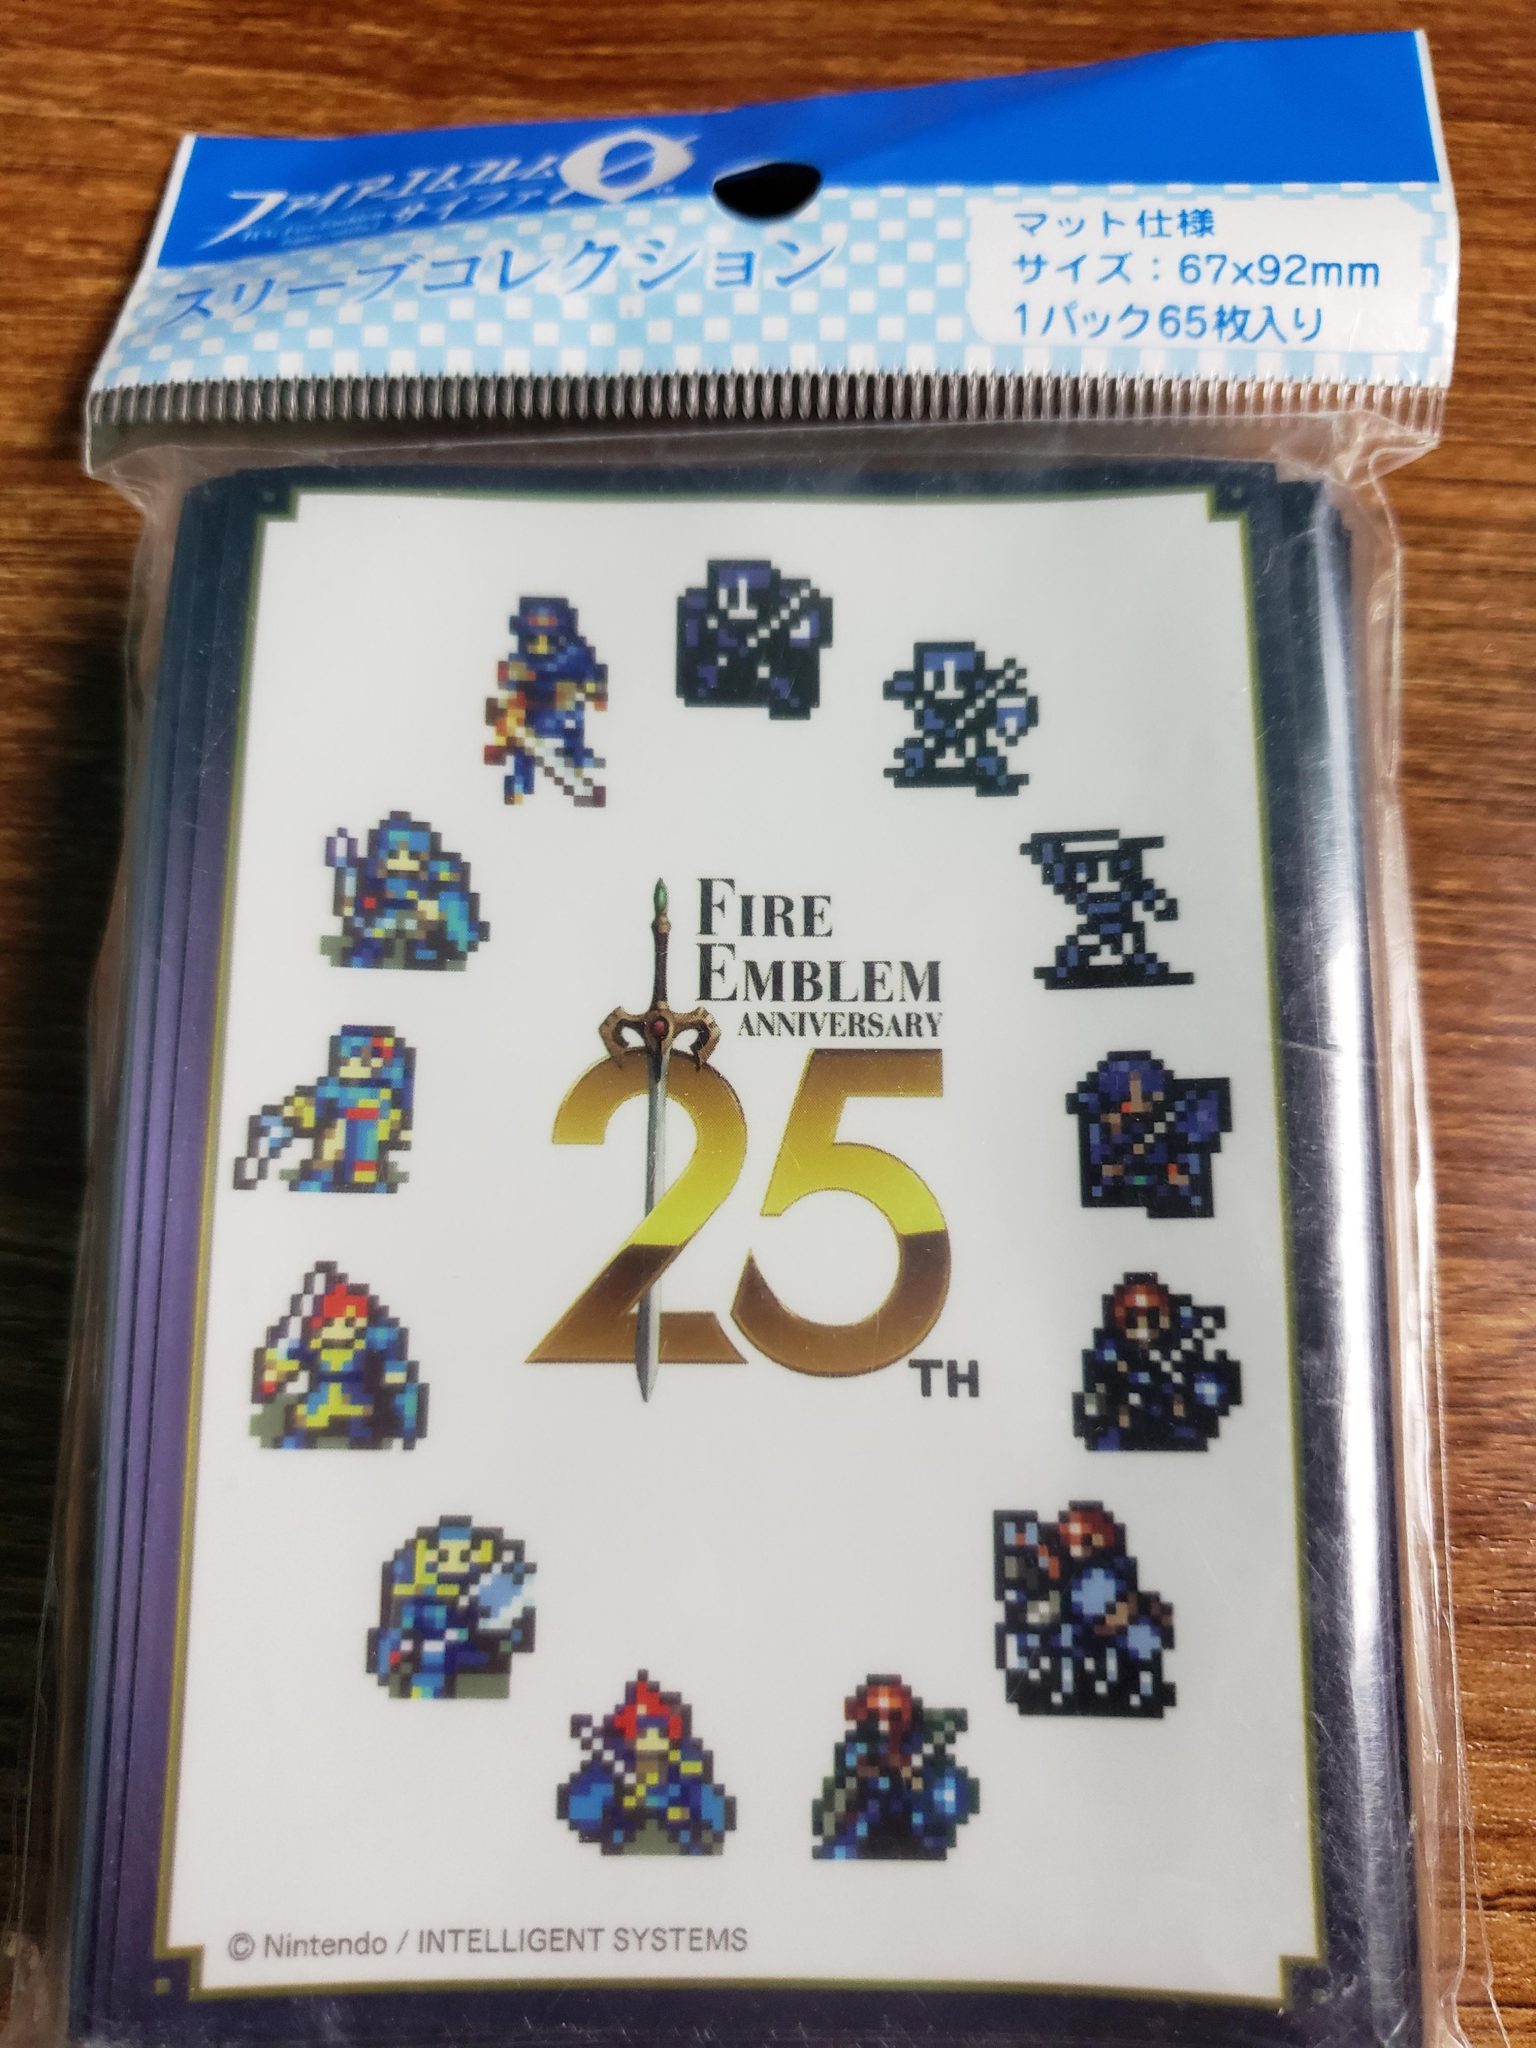 ファイアーエムブレム0
サイファ
スリーブコレクション
マット仕様
サイズ：67x92mm
1パック65枚入り
FIRE
EMBLEM
ANNIVERSARY
25
TH
© Nintendo / INTELLIGENT SYSTEMS